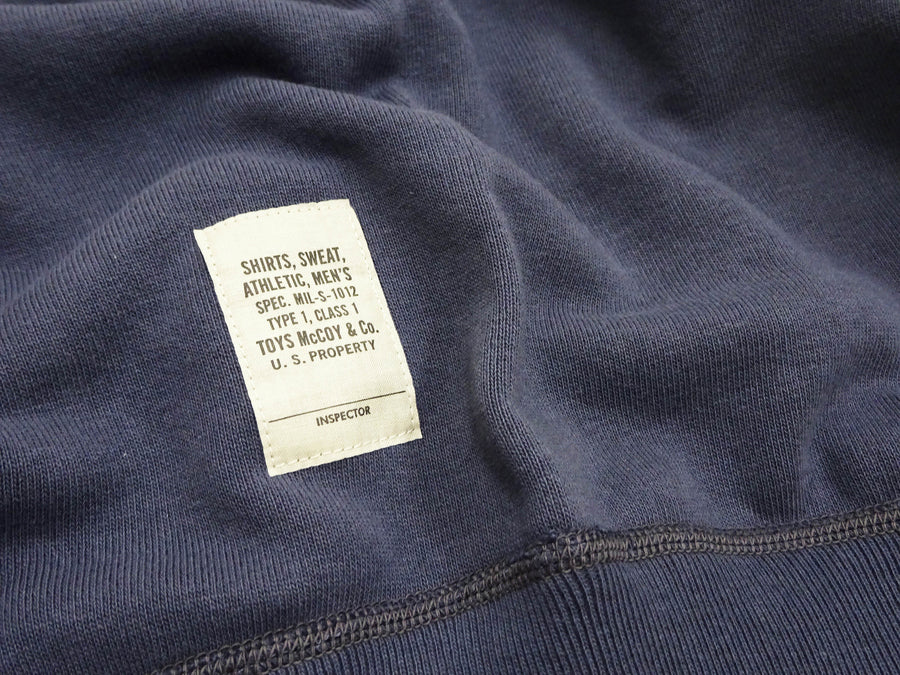 SHIRTS, SWEAT,
ATHLETIC, MEN'S
SPEC. MIL-S-1012
TYPE 1, CLASS 1
TOYS McCOY & Co.
U. S. PROPERTY
INSPECTOR